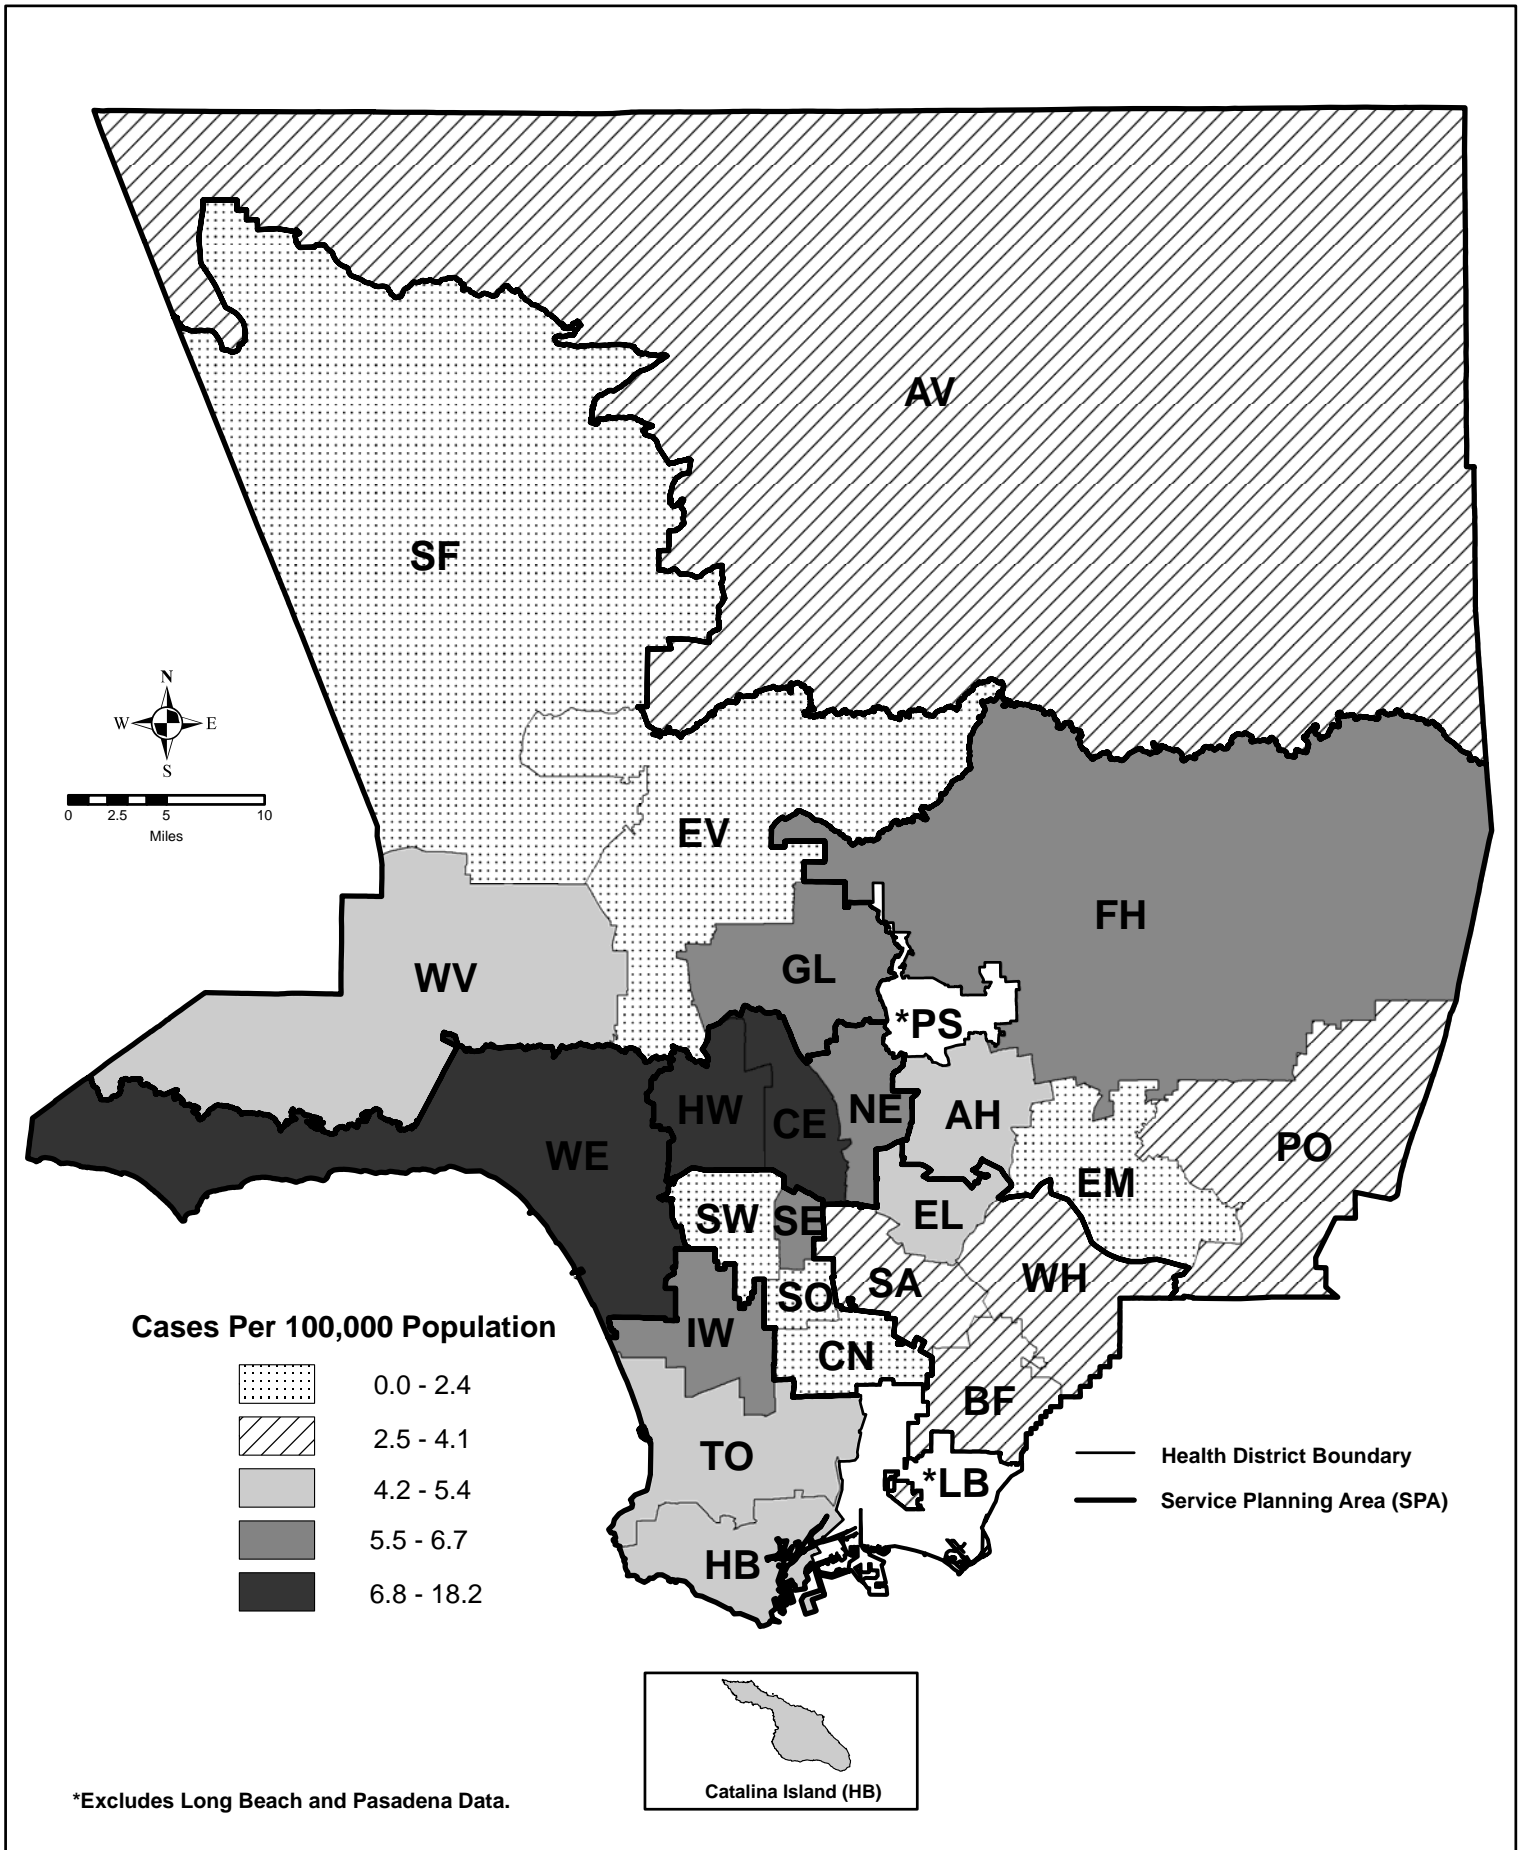 AV
SF
N
W E
S
0 2.5 5 10
Miles
EV
FH
WV
GL
*PS
HW
CE
NE
AH
WE
PO
EM
SW
SE
EL
SA
WH
SO
IW
CN
BF
TO
*LB
HB
Cases Per 100,000 Population
0.0 - 2.4
2.5 - 4.1
4.2 - 5.4
5.5 - 6.7
6.8 - 18.2
Health District Boundary
Service Planning Area (SPA)
Catalina Island (HB)
*Excludes Long Beach and Pasadena Data.